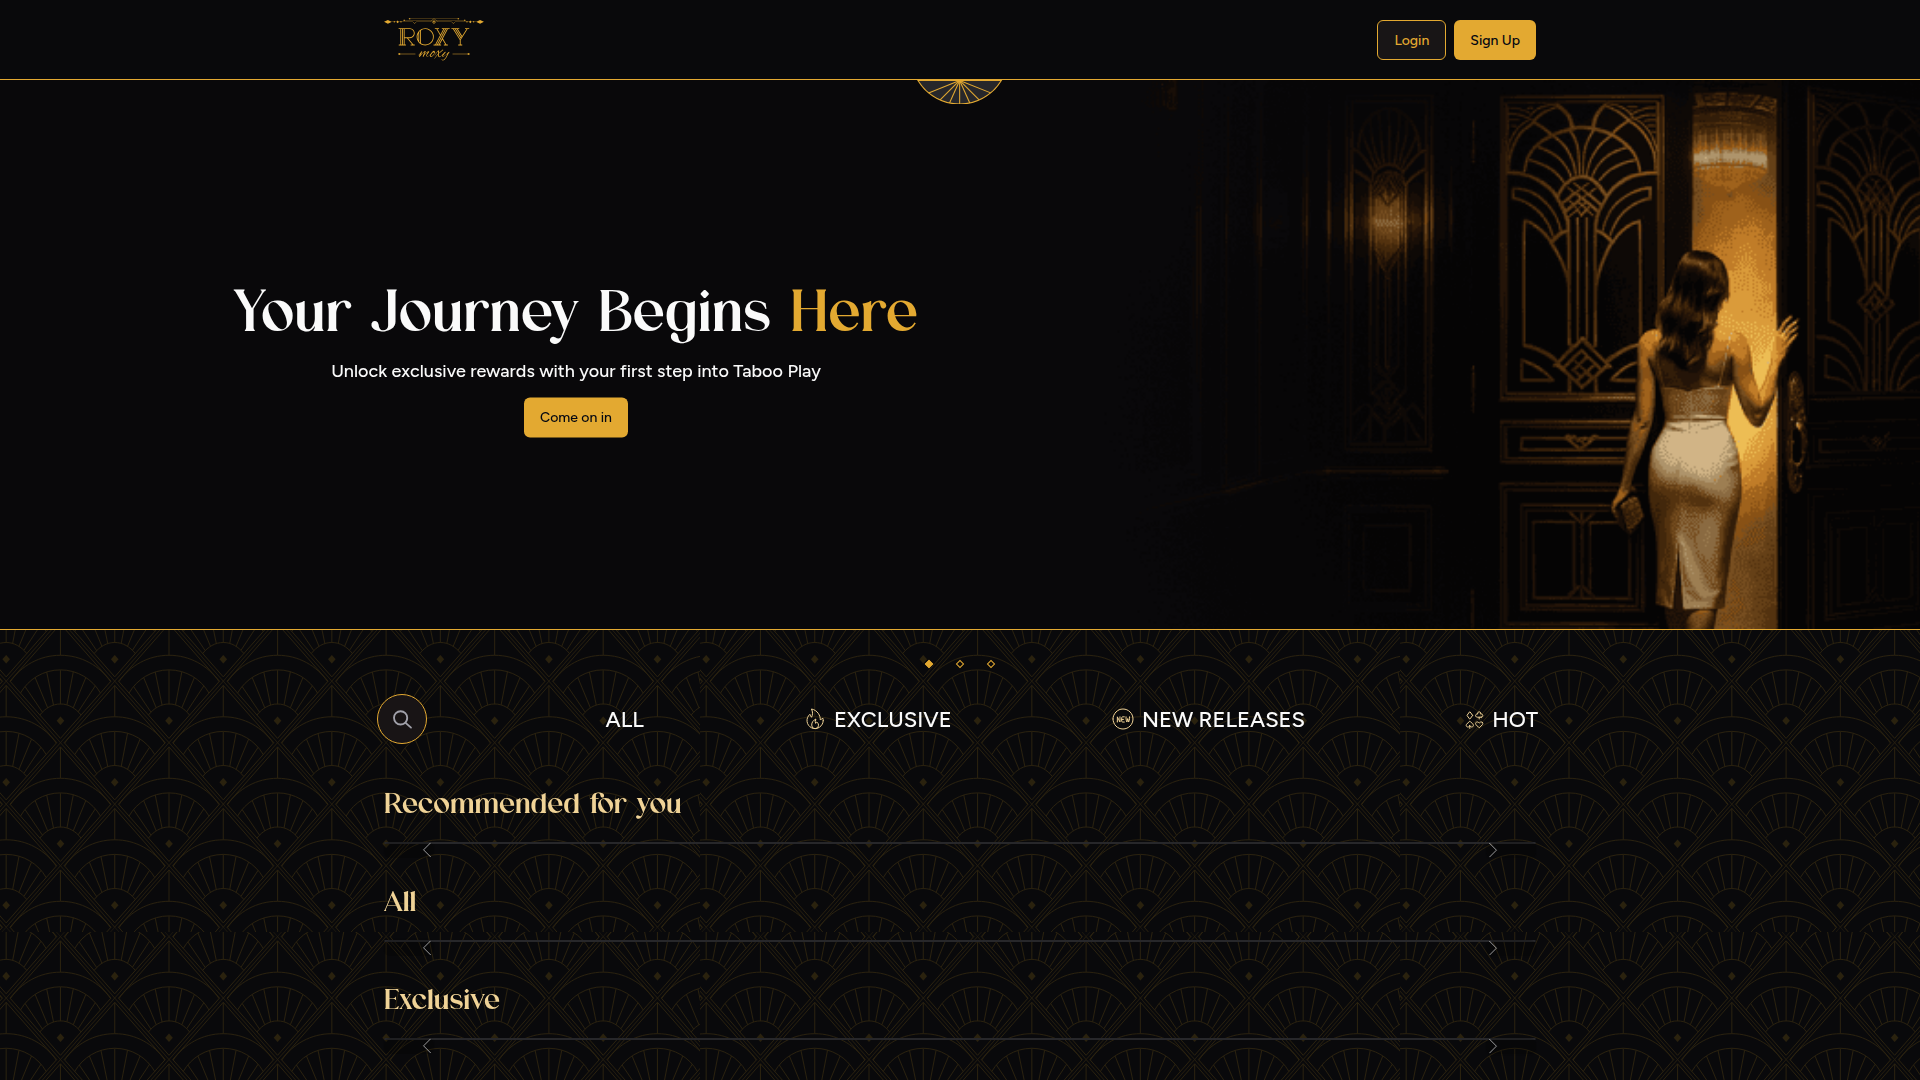 ROXY
moxy
Login
Sign Up
Your Journey Begins Here
Unlock exclusive rewards with your first step into Taboo Play
Come on in
ALL
EXCLUSIVE
NEW
NEW RELEASES
HOT
Recommended for you
All
Exclusive